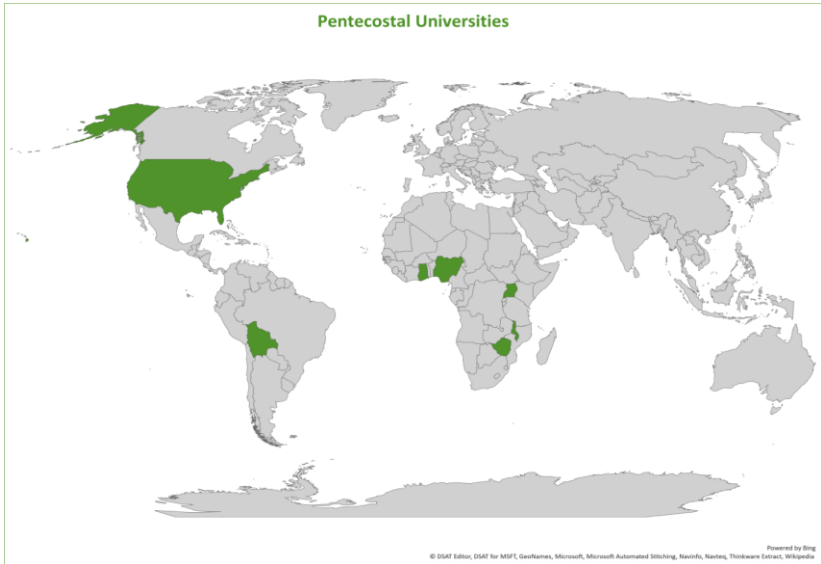 Pentecostal Universities
Powered by Bing
© DSAT Editor, DSAT for MSFT, GeoNames, Microsoft, Microsoft Automated Stitching, Navinfo, Navteq, Thinkware Extract, Wikipedia